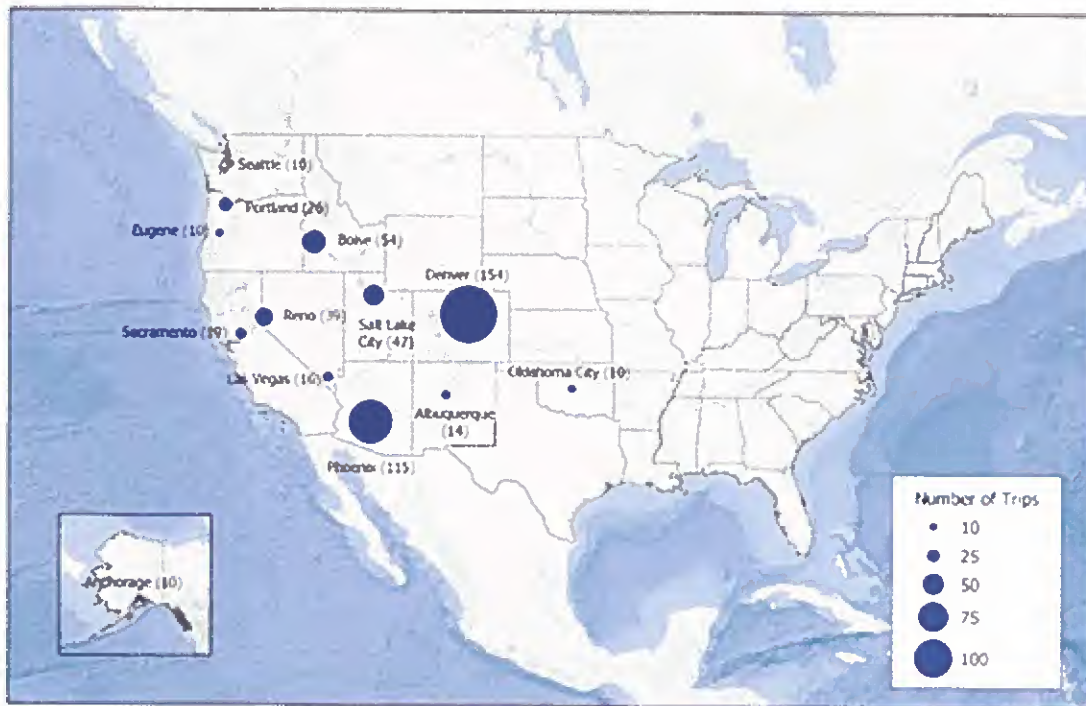 Seattle (10)
Portland (26)
Eugene (10)
Boise (54)
Denver (154)
Reno (39)
Sacramento (19)
Salt Lake
City (47)
Las Vegas (16)
Oklahoma City (10)
Albuquerque
(14)
Phoenix (115)
Anchorage (10)
Number of Trips
10
25
50
75
100